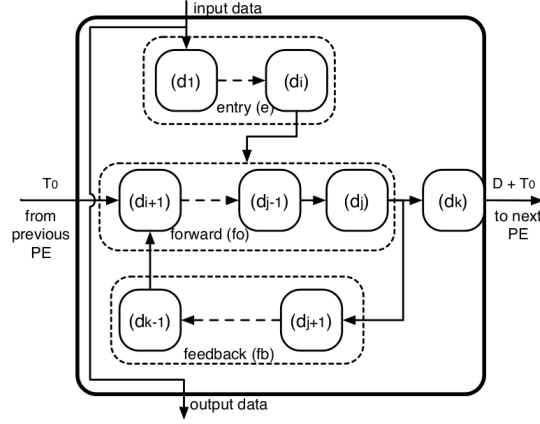 input data
(d1)
(di)
entry (e)
T0
D + T0
(di+1)
(dj-1)
(dj)
(dk)
from
previous
PE
to next
PE
forward (fo)
(dk-1)
(dj+1)
feedback (fb)
output data